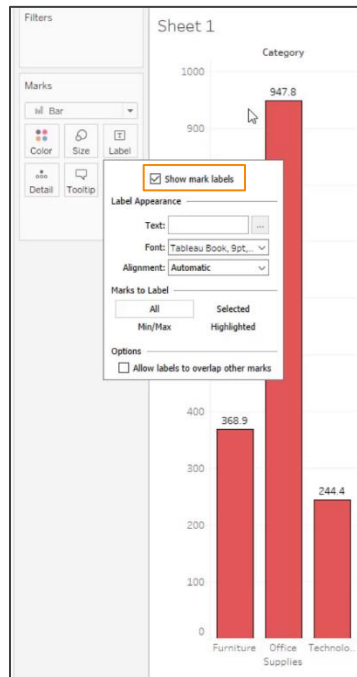 Filters
Marks
Bar
Color Size Label
Detail Tooltip
Show mark labels
Label Appearance
Text: ...
Font: Tableau Book, 9pt,...
Alignment: Automatic
Marks to Label
All Selected
Min/Max Highlighted
Options
Allow labels to overlap other marks
Sheet 1
Category
1000
947.8
900
400
368.9
300
244.4
200
100
0
Furniture Office Technolo..
Supplies